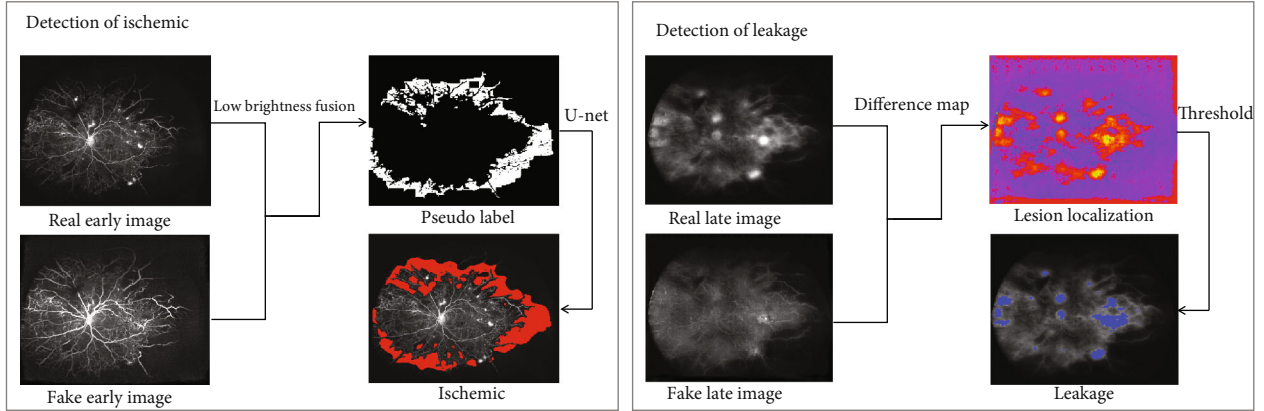 Detection of ischemic
Low brightness fusion
U-net
Real early image
Pseudo label
Fake early image
Ischemic
Detection of leakage
Difference map
Threshold
Real late image
Lesion localization
Fake late image
Leakage